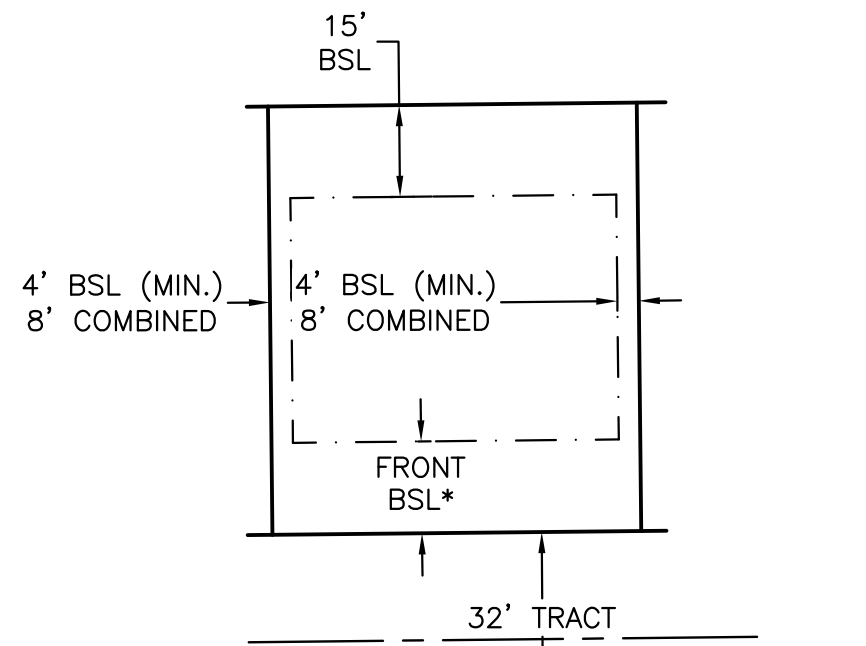 15'
BSL
4' BSL (MIN.)
8' COMBINED
4' BSL (MIN.)
8' COMBINED
FRONT
BSL*
32' TRACT